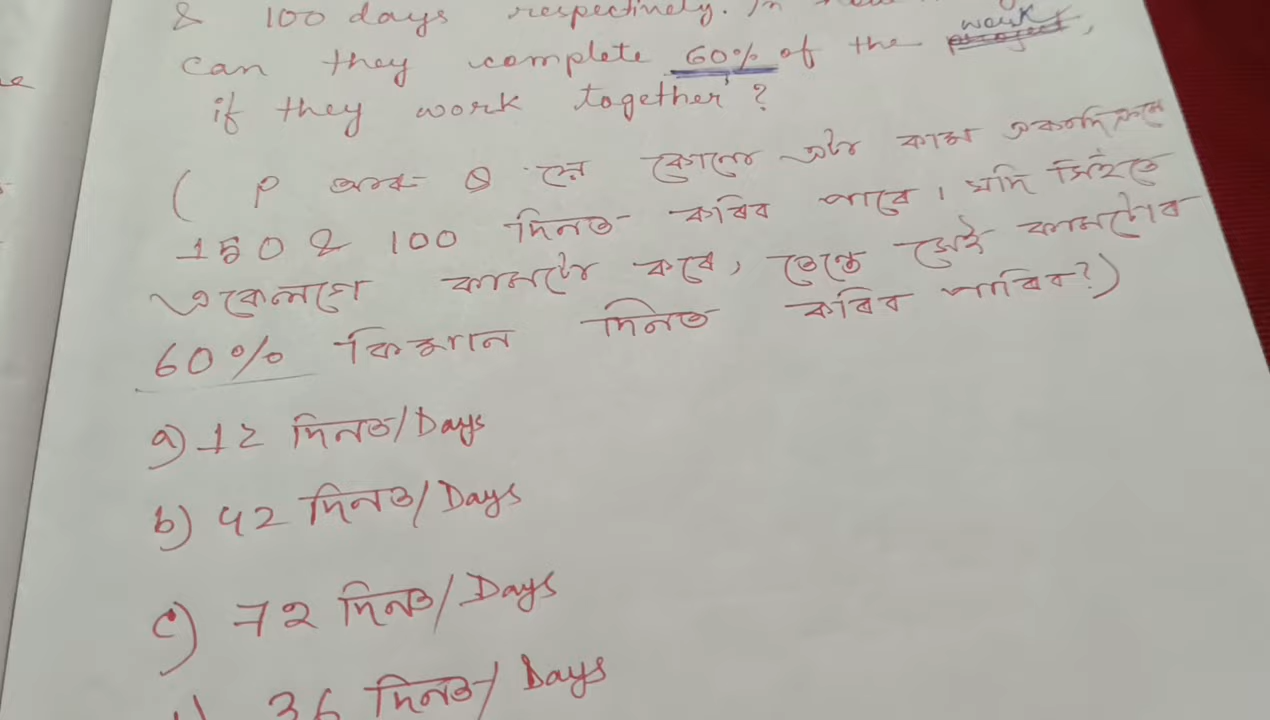 & 100 days respectively. In
can they complete 60% of the work,
if they work together?
( P আৰু Q য়ে কোনো এটা কাম একাদিক্ৰমে
150 & 100 দিনত কৰিব পাৰে। যদি সিহঁতে
একেলগে কামটো কৰে, তেন্তে সেই কামটোৰ
60% কিমান দিনত কৰিব পাৰিব?)
a) 12 দিনত/Days
b) 42 দিনত/Days
c) 72 দিনত/Days
36 দিনত/Days